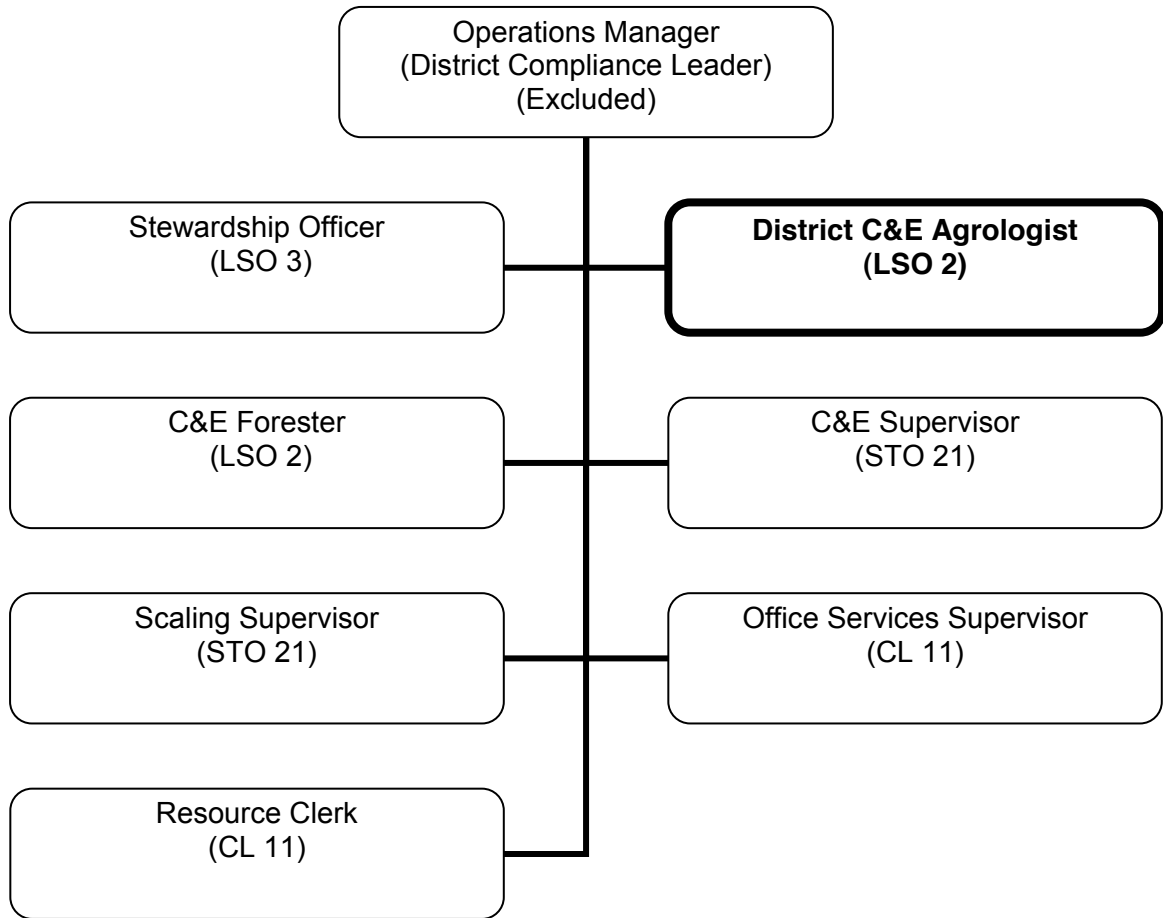 Operations Manager
(District Compliance Leader)
(Excluded)
Stewardship Officer
(LSO 3)
District C&E Agrologist
(LSO 2)
C&E Forester
(LSO 2)
C&E Supervisor
(STO 21)
Scaling Supervisor
(STO 21)
Office Services Supervisor
(CL 11)
Resource Clerk
(CL 11)